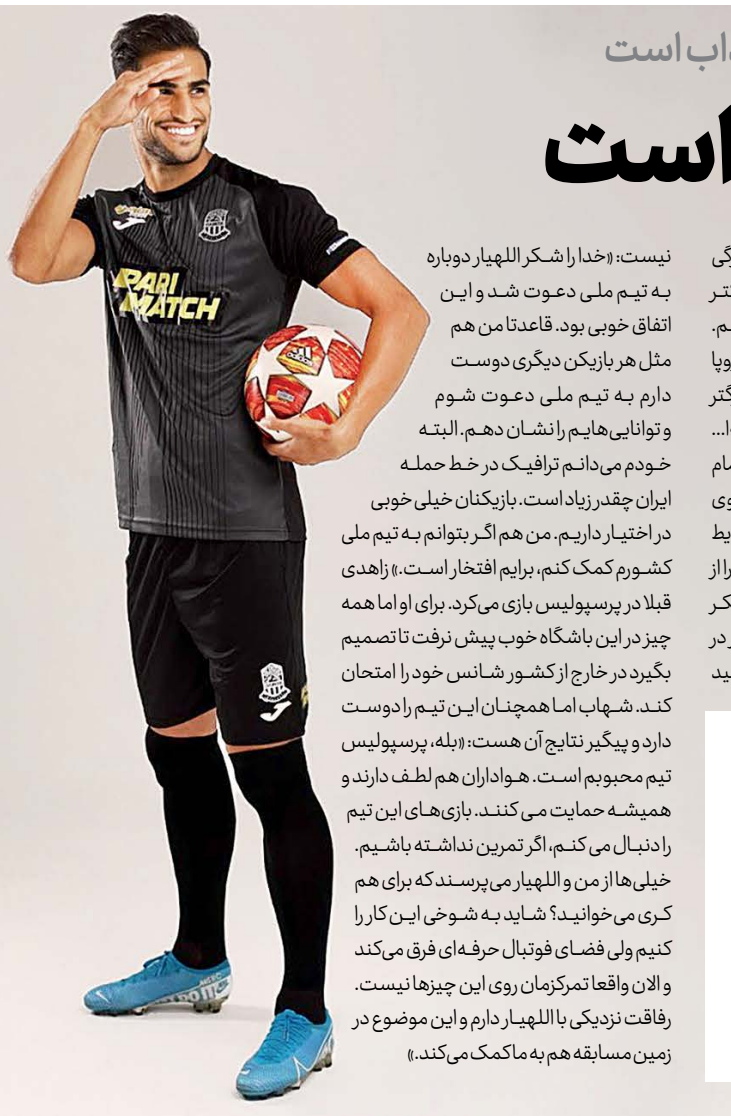 است
است
نیست: «خدا را شکر اللهیار دوباره
به تیم ملی دعوت شد و این
اتفاق خوبی بود. قاعدتا من هم
مثل هر بازیکن دیگری دوست
دارم به تیم ملی دعوت شوم
و توانایی‌هایم را نشان دهم. البته
خودم می‌دانم ترافیک در خط حمله
ایران چقدر زیاد است. بازیکنان خیلی خوبی
در اختیار داریم. من هم اگر بتوانم به تیم ملی
کشورم کمک کنم، برایم افتخار است.» زاهدی
قبلا در پرسپولیس بازی می‌کرد. برای او اما همه
چیز در این باشگاه خوب پیش نرفت تا تصمیم
بگیرد در خارج از کشور شانس خود را امتحان
کند. شهاب اما همچنان این تیم را دوست
دارد و پیگیر نتایج آن هست: «بله، پرسپولیس
تیم محبوبم است. هواداران هم لطف دارند و
همیشه حمایت می کنند. بازی‌های این تیم
را دنبال می کنم، اگر تمرین نداشته باشیم.
خیلی‌ها از من و اللهیار می‌پرسند که برای هم
کری می‌خوانید؟ شاید به شوخی این کار را
کنیم ولی فضای فوتبال حرفه‌ای فرق می‌کند
و الان واقعا تمرکزمان روی این چیزها نیست.
رفاقت نزدیکی با اللهیار دارم و این موضوع در
زمین مسابقه هم به ما کمک می‌کند.»
PARI
MATCH
adidas